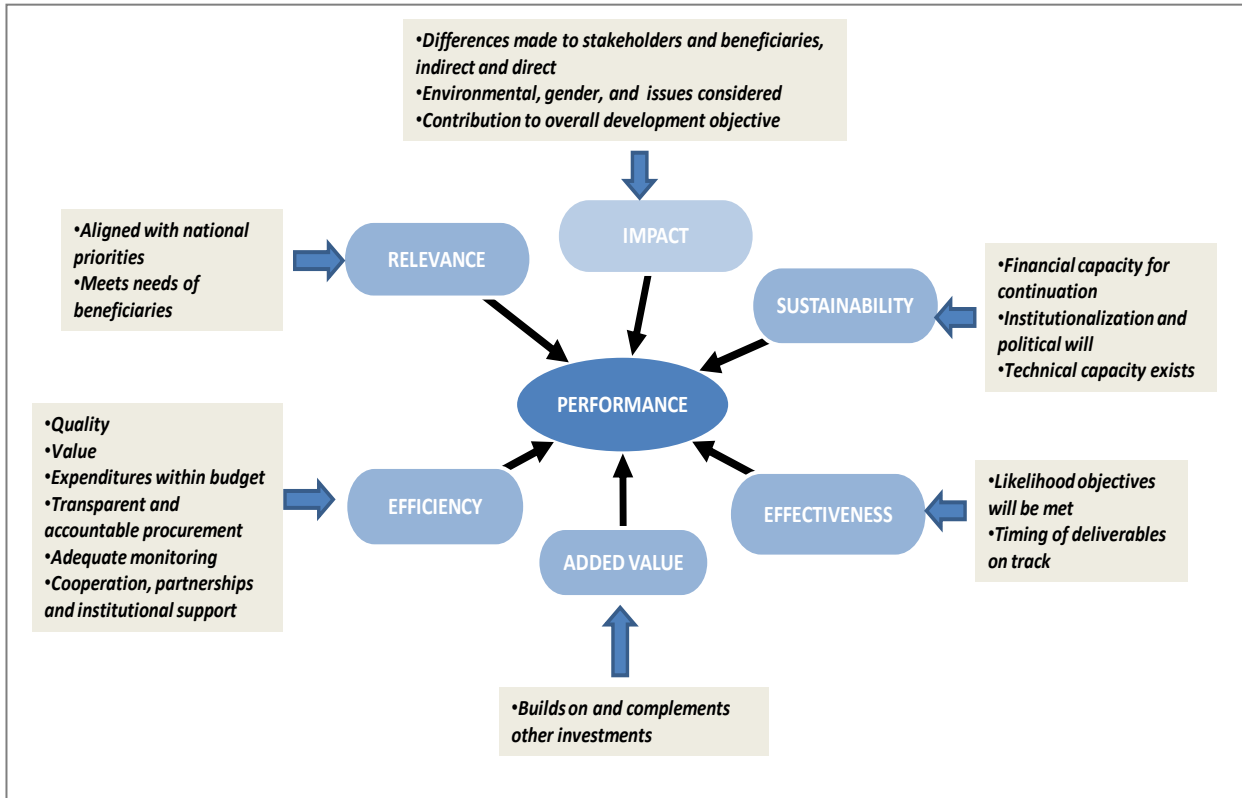 •Differences made to stakeholders and beneficiaries,
indirect and direct
•Environmental, gender, and issues considered
•Contribution to overall development objective
IMPACT
•Aligned with national
priorities
•Meets needs of
beneficiaries
RELEVANCE
SUSTAINABILITY
•Financial capacity for
continuation
•Institutionalization and
political will
•Technical capacity exists
PERFORMANCE
•Quality
•Value
•Expenditures within budget
•Transparent and
accountable procurement
•Adequate monitoring
•Cooperation, partnerships
and institutional support
EFFICIENCY
ADDED VALUE
EFFECTIVENESS
•Likelihood objectives
will be met
•Timing of deliverables
on track
•Builds on and complements
other investments